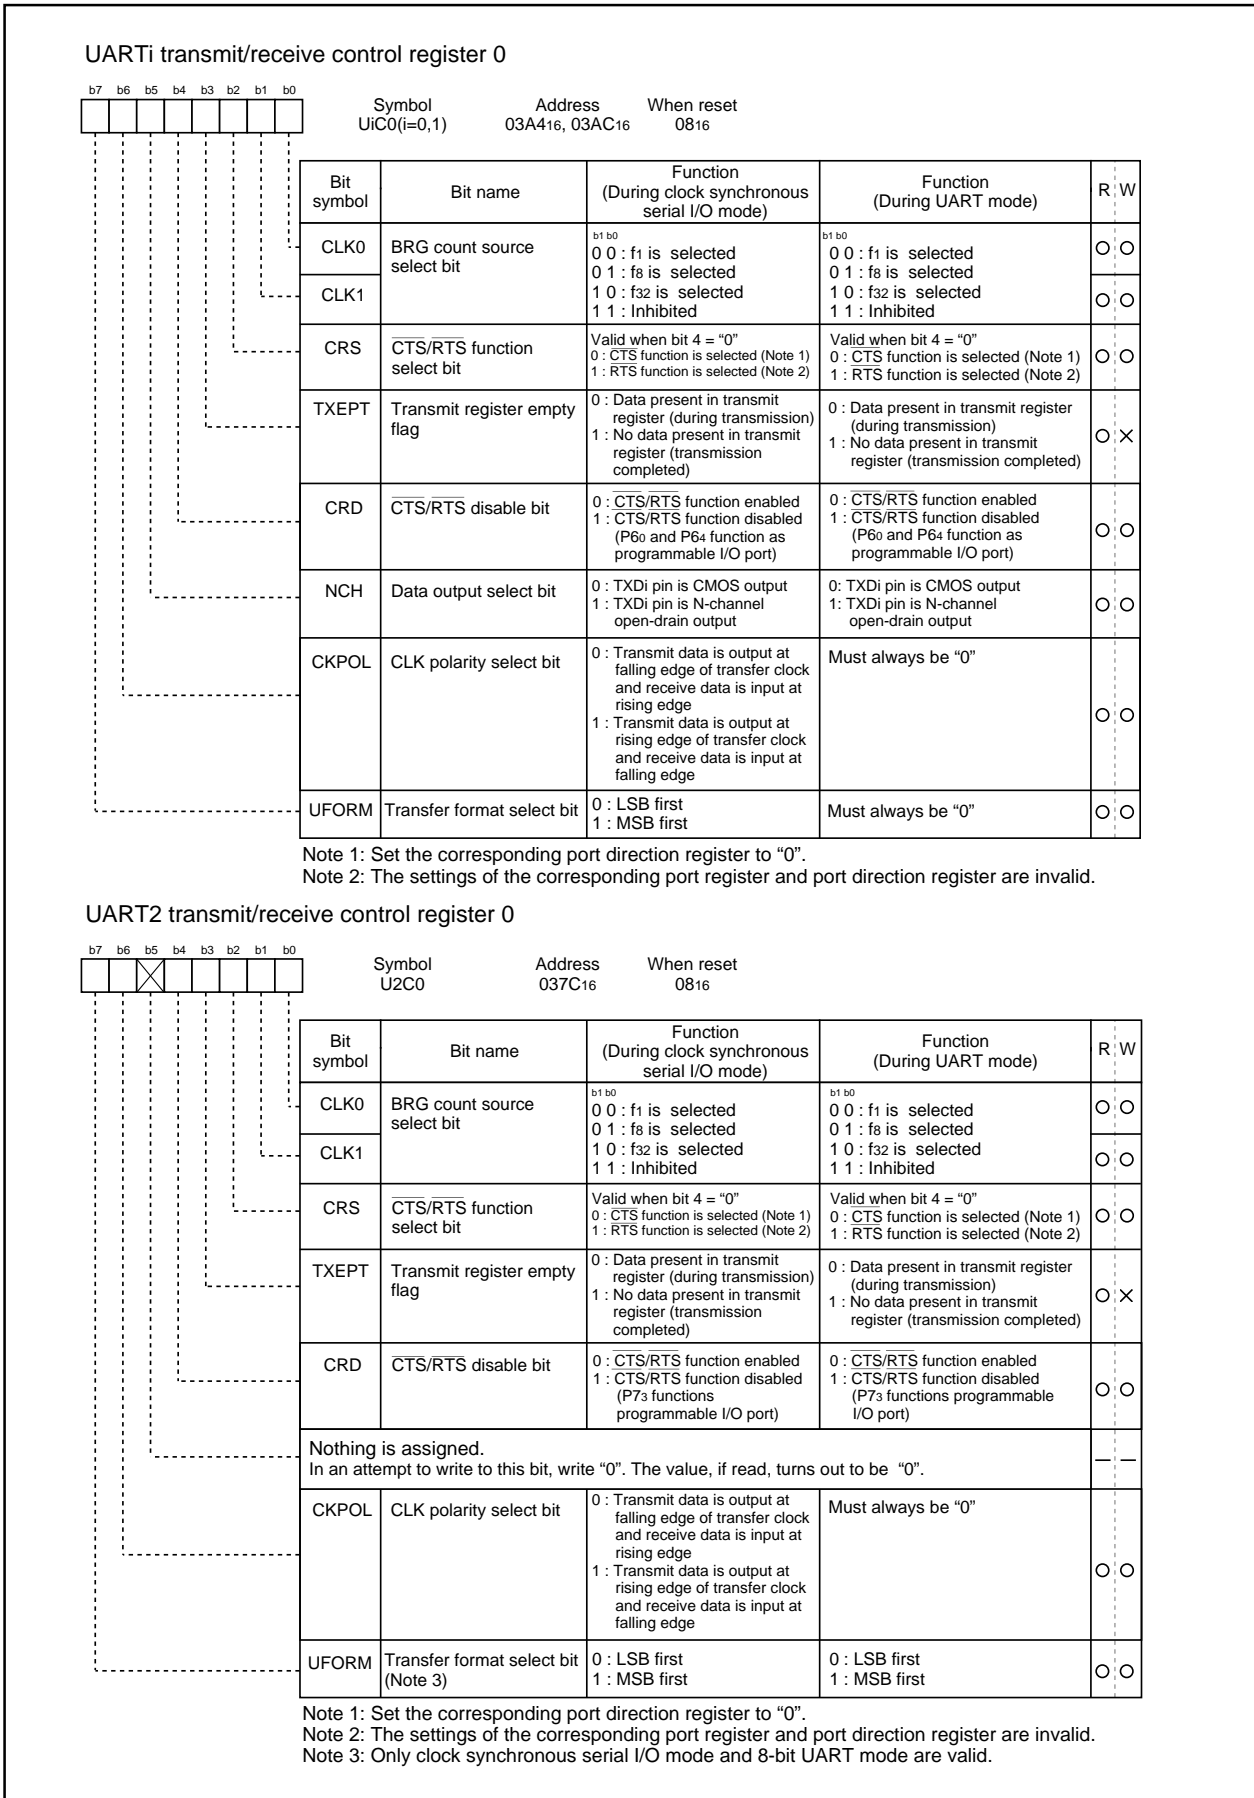 UARTi transmit/receive control register 0
b7 b6 b5 b4 b3 b2 b1 b0
Symbol Address When reset
UiC0(i=0,1) 03A416, 03AC16 0816
Bit symbol Bit name Function (During clock synchronous serial I/O mode) Function (During UART mode) R W
CLK0 BRG count source select bit
CLK1
b1 b0
0 0 : f1 is selected
0 1 : f8 is selected
1 0 : f32 is selected
1 1 : Inhibited
b1 b0
0 0 : f1 is selected
0 1 : f8 is selected
1 0 : f32 is selected
1 1 : Inhibited
CRS CTS/RTS function select bit
Valid when bit 4 = “0”
0 : CTS function is selected (Note 1)
1 : RTS function is selected (Note 2)
Valid when bit 4 = “0”
0 : CTS function is selected (Note 1)
1 : RTS function is selected (Note 2)
TXEPT Transmit register empty flag
0 : Data present in transmit
register (during transmission)
1 : No data present in transmit
register (transmission
completed)
0 : Data present in transmit register
(during transmission)
1 : No data present in transmit
register (transmission completed)
CRD CTS/RTS disable bit
0 : CTS/RTS function enabled
1 : CTS/RTS function disabled
(P60 and P64 function as
programmable I/O port)
0 : CTS/RTS function enabled
1 : CTS/RTS function disabled
(P60 and P64 function as
programmable I/O port)
NCH Data output select bit
0 : TXDi pin is CMOS output
1 : TXDi pin is N-channel
open-drain output
0: TXDi pin is CMOS output
1: TXDi pin is N-channel
open-drain output
CKPOL CLK polarity select bit
0 : Transmit data is output at
falling edge of transfer clock
and receive data is input at
rising edge
1 : Transmit data is output at
rising edge of transfer clock
and receive data is input at
falling edge
Must always be “0”
UFORM Transfer format select bit
0 : LSB first
1 : MSB first
Must always be “0”
Note 1: Set the corresponding port direction register to “0”.
Note 2: The settings of the corresponding port register and port direction register are invalid.
UART2 transmit/receive control register 0
b7 b6 b5 b4 b3 b2 b1 b0
Symbol Address When reset
U2C0 037C16 0816
Bit symbol Bit name Function (During clock synchronous serial I/O mode) Function (During UART mode) R W
CLK0 BRG count source select bit
CLK1
b1 b0
0 0 : f1 is selected
0 1 : f8 is selected
1 0 : f32 is selected
1 1 : Inhibited
b1 b0
0 0 : f1 is selected
0 1 : f8 is selected
1 0 : f32 is selected
1 1 : Inhibited
CRS CTS/RTS function select bit
Valid when bit 4 = “0”
0 : CTS function is selected (Note 1)
1 : RTS function is selected (Note 2)
Valid when bit 4 = “0”
0 : CTS function is selected (Note 1)
1 : RTS function is selected (Note 2)
TXEPT Transmit register empty flag
0 : Data present in transmit
register (during transmission)
1 : No data present in transmit
register (transmission
completed)
0 : Data present in transmit register
(during transmission)
1 : No data present in transmit
register (transmission completed)
CRD CTS/RTS disable bit
0 : CTS/RTS function enabled
1 : CTS/RTS function disabled
(P73 functions
programmable I/O port)
0 : CTS/RTS function enabled
1 : CTS/RTS function disabled
(P73 functions programmable
I/O port)
Nothing is assigned.
In an attempt to write to this bit, write “0”. The value, if read, turns out to be “0”.
CKPOL CLK polarity select bit
0 : Transmit data is output at
falling edge of transfer clock
and receive data is input at
rising edge
1 : Transmit data is output at
rising edge of transfer clock
and receive data is input at
falling edge
Must always be “0”
UFORM Transfer format select bit (Note 3)
0 : LSB first
1 : MSB first
0 : LSB first
1 : MSB first
Note 1: Set the corresponding port direction register to “0”.
Note 2: The settings of the corresponding port register and port direction register are invalid.
Note 3: Only clock synchronous serial I/O mode and 8-bit UART mode are valid.